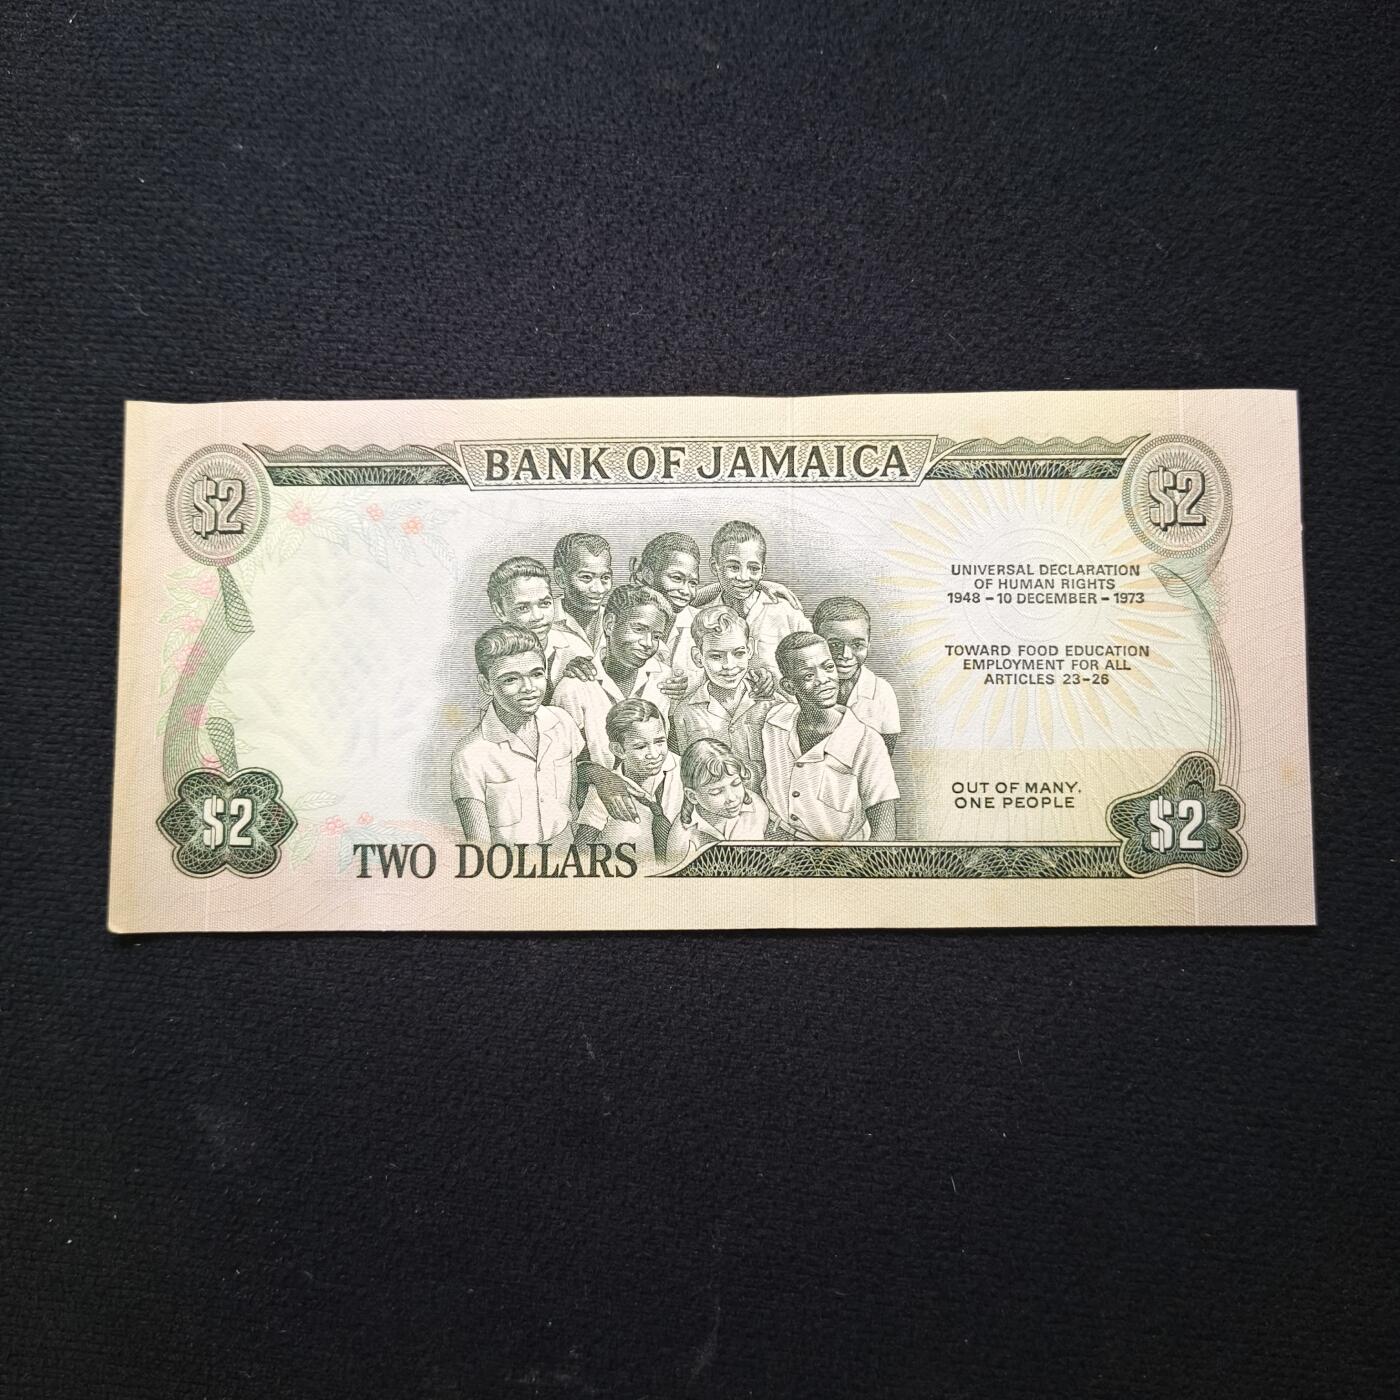 BANK OF JAMAICA
$2
$2
UNIVERSAL DECLARATION
OF HUMAN RIGHTS
1948 – 10 DECEMBER – 1973
TOWARD FOOD EDUCATION
EMPLOYMENT FOR ALL
ARTICLES 23-26
OUT OF MANY,
ONE PEOPLE
$2
$2
TWO DOLLARS